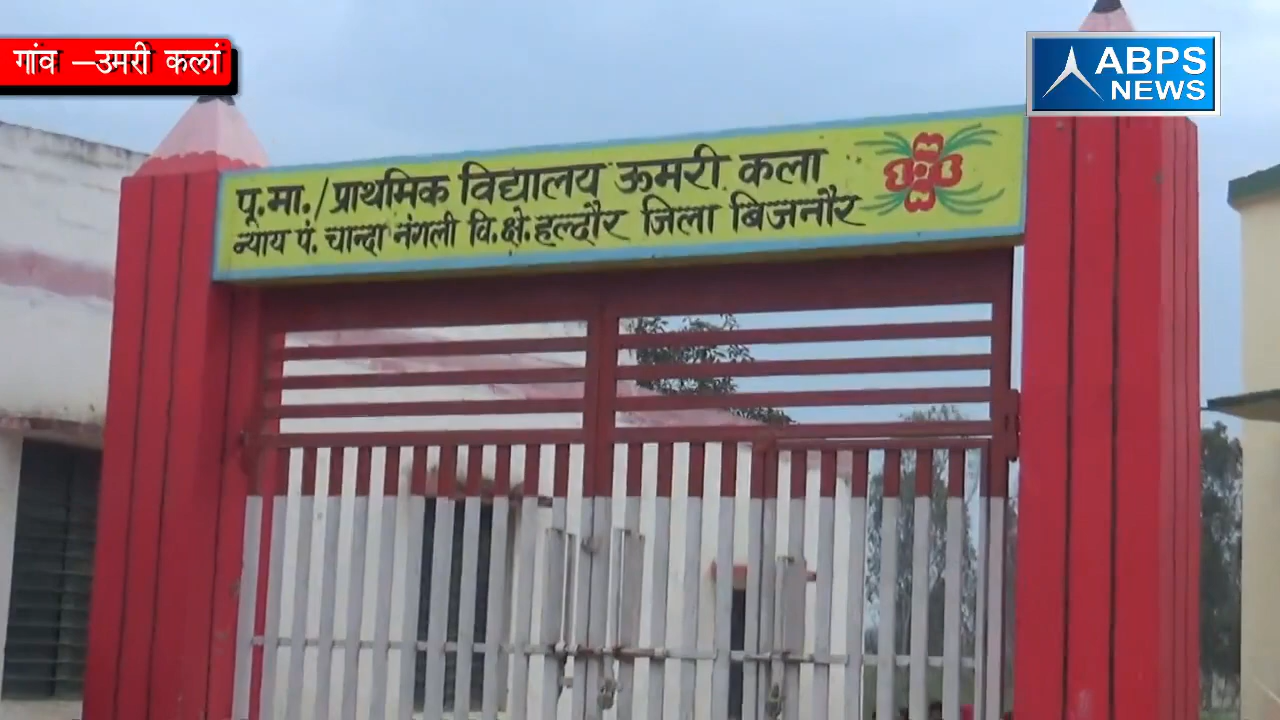 गांव –उमरी कलां
ABPS
NEWS
पू.मा./प्राथमिक विद्यालय ऊमरी कला
न्याय पं. चान्दा नंगली वि.क्षे.हल्दौर जिला बिजनौर